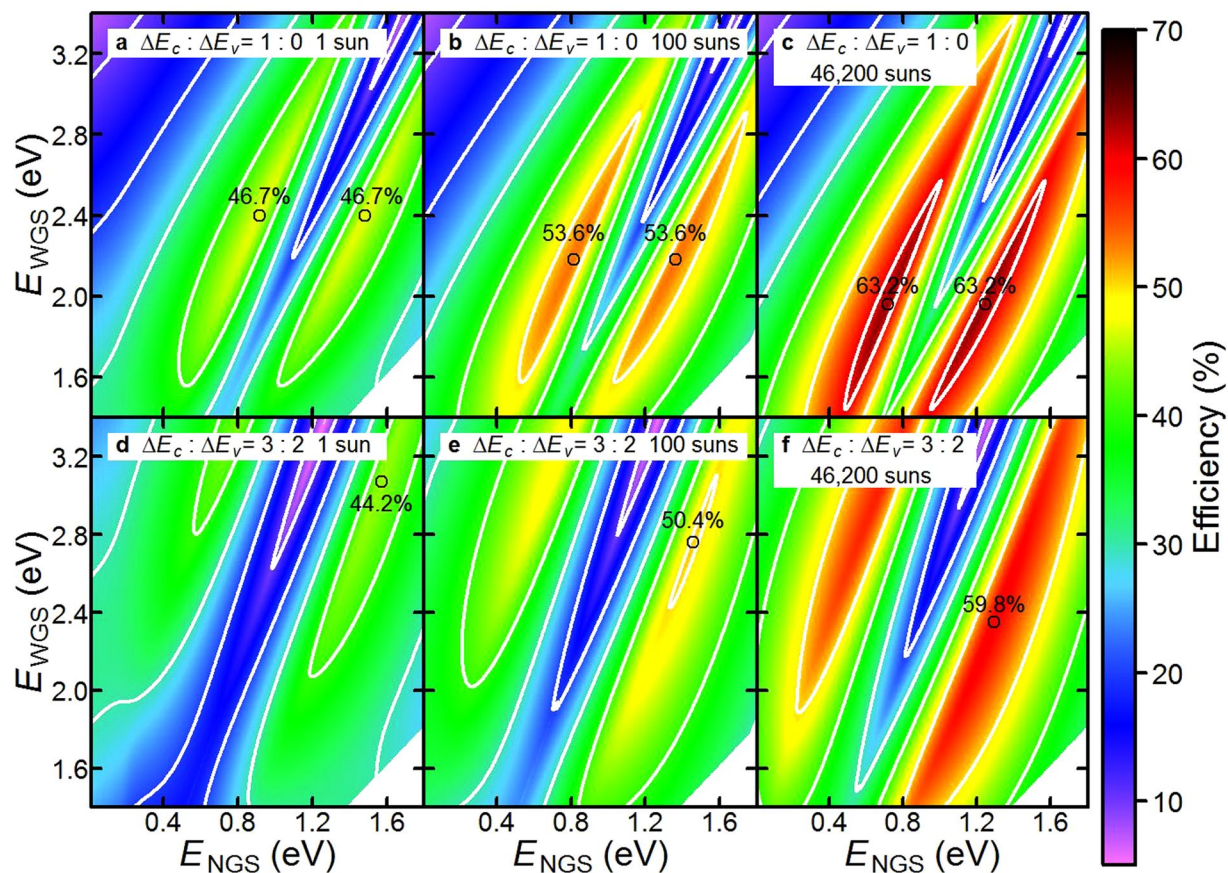 a ΔEc : ΔEv = 1 : 0 1 sun
b ΔEc : ΔEv = 1 : 0 100 suns
c ΔEc : ΔEv = 1 : 0
46,200 suns
3.2
2.8
2.4
2.0
1.6
EWGS (eV)
46.7%
46.7%
53.6%
53.6%
63.2%
63.2%
d ΔEc : ΔEv = 3 : 2 1 sun
e ΔEc : ΔEv = 3 : 2 100 suns
f ΔEc : ΔEv = 3 : 2
46,200 suns
3.2
2.8
2.4
2.0
1.6
EWGS (eV)
44.2%
50.4%
59.8%
0.4 0.8 1.2 1.6
0.4 0.8 1.2 1.6
0.4 0.8 1.2 1.6
ENGS (eV)
ENGS (eV)
ENGS (eV)
70
60
50
40
30
20
10
Efficiency (%)